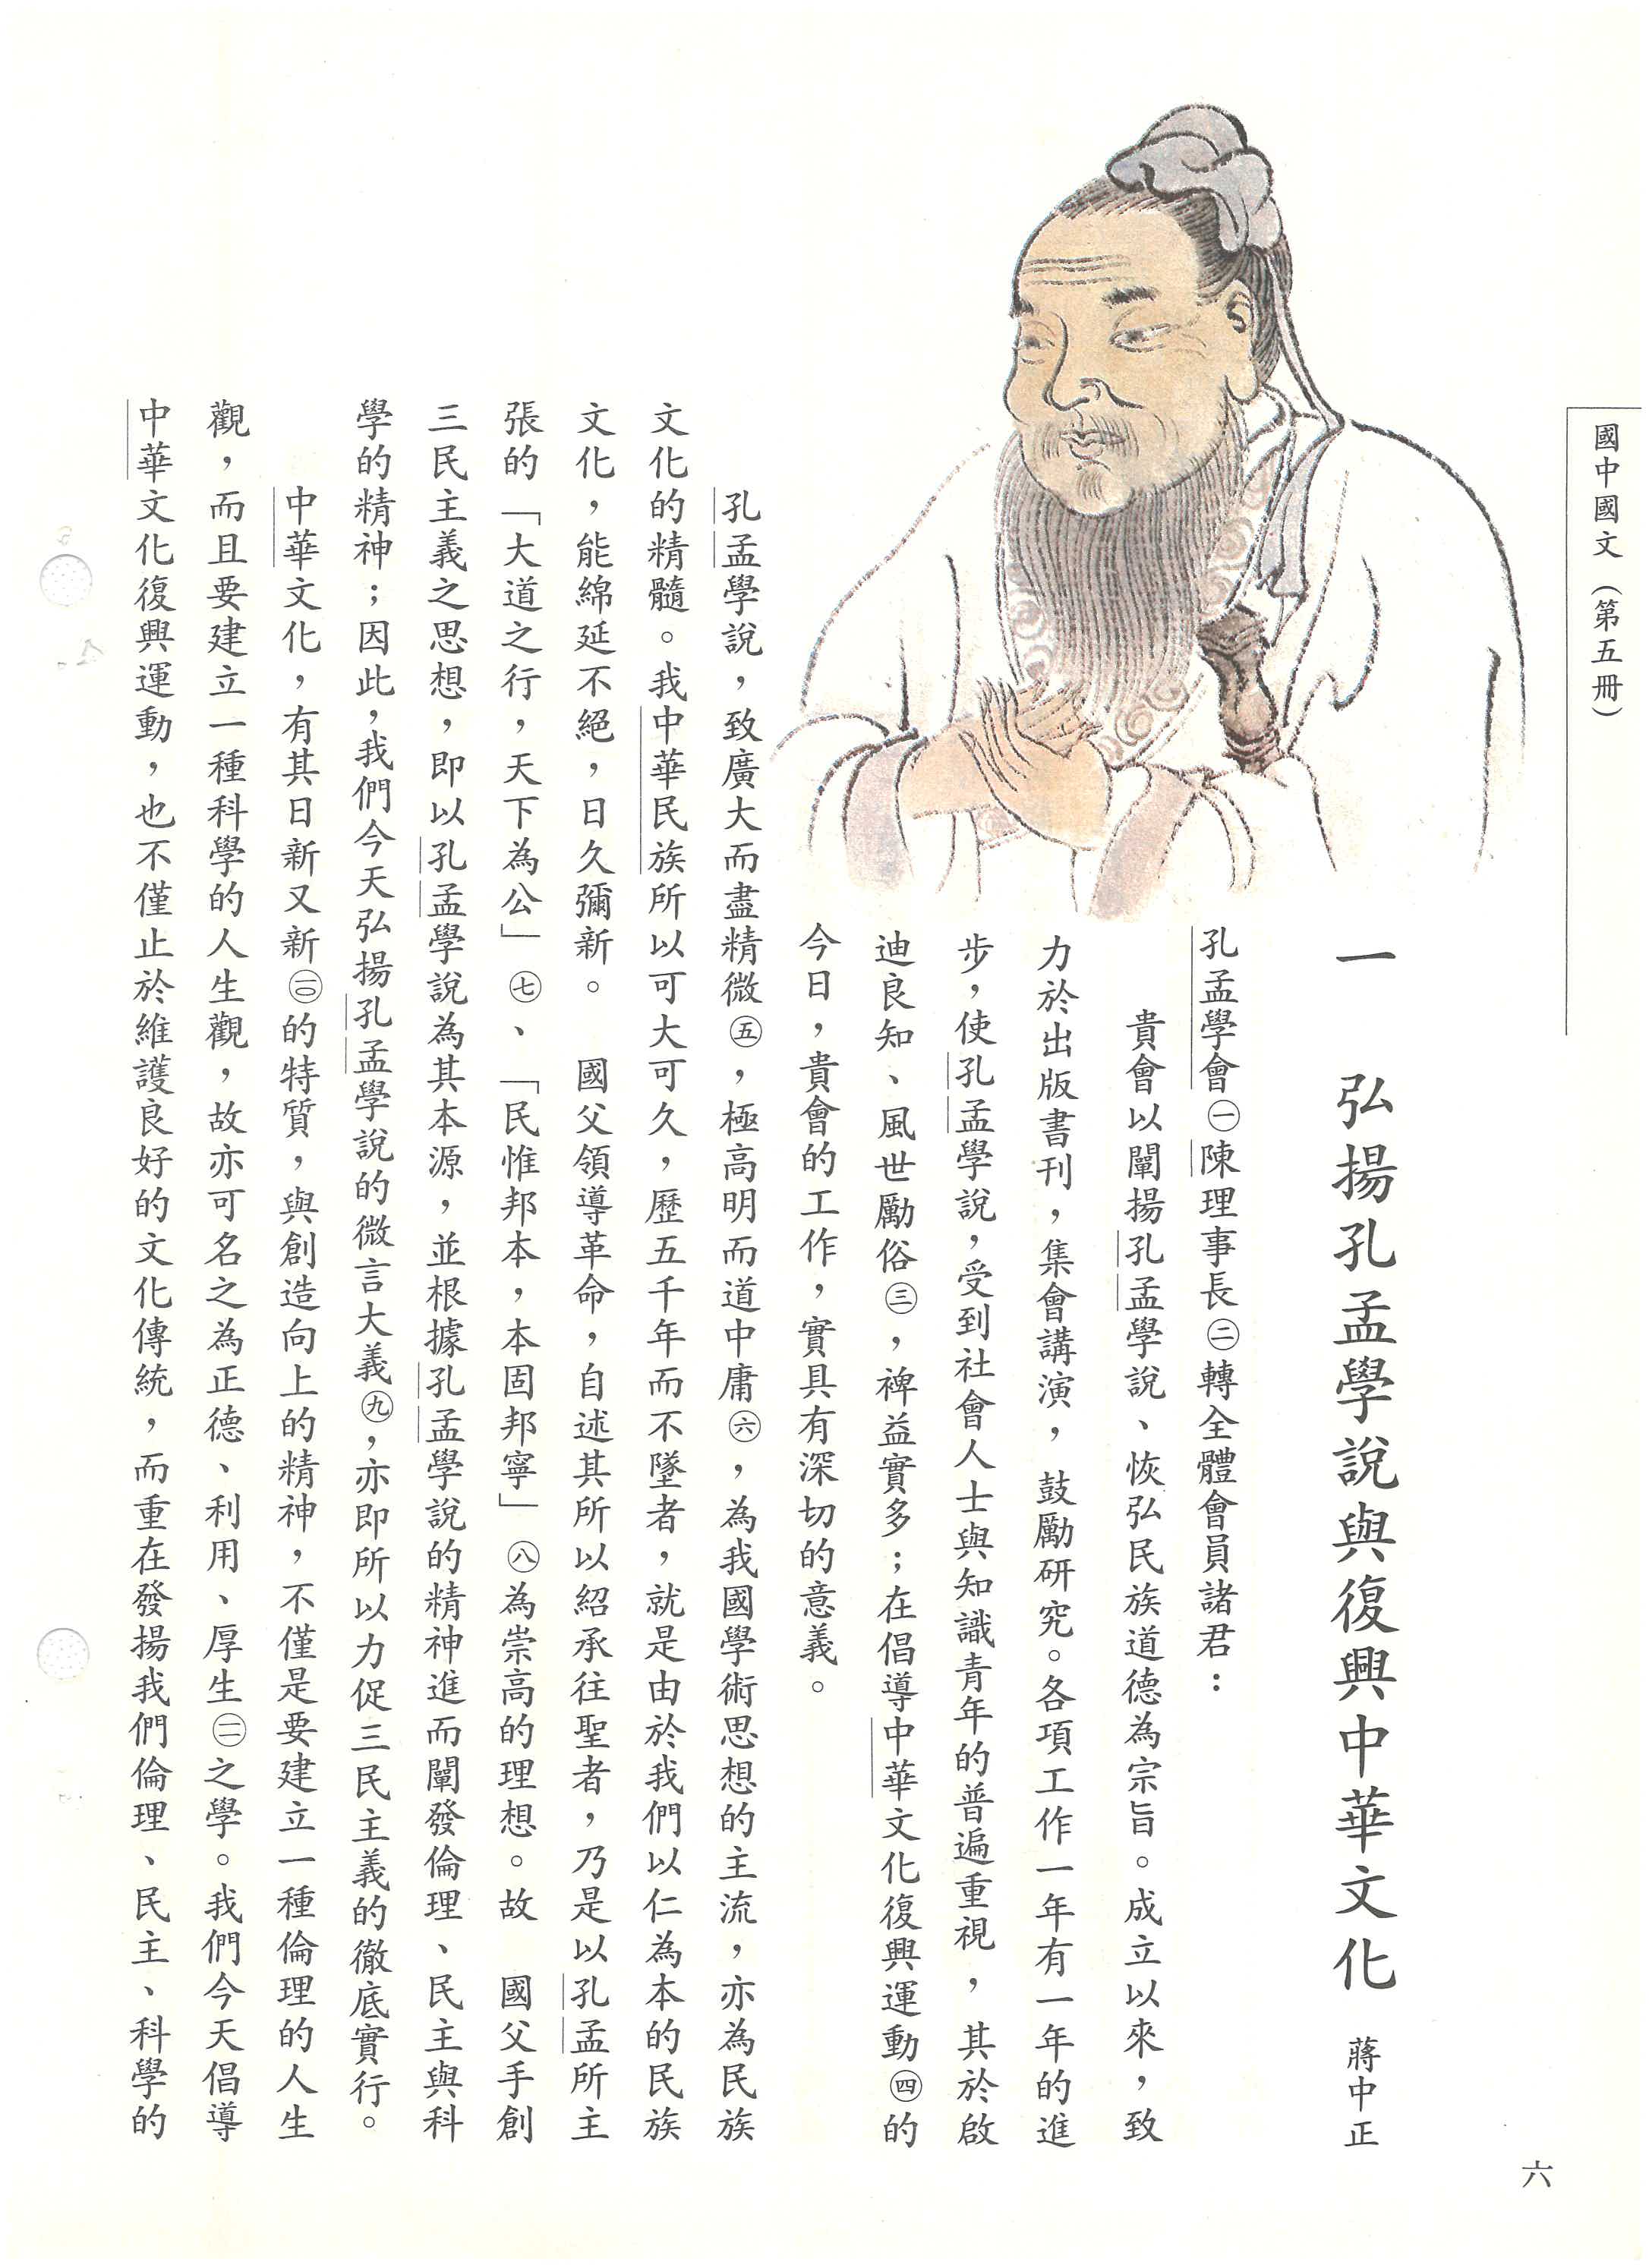 國中國文（第五冊）
一　弘揚孔孟學說與復興中華文化　蔣中正
孔孟學會㊀陳理事長㊁轉全體會員諸君：
貴會以闡揚孔孟學說、恢弘民族道德為宗旨。成立以來，致
力於出版書刊，集會講演，鼓勵研究。各項工作一年有一年的進
步，使孔孟學說，受到社會人士與知識青年的普遍重視，其於啟
迪良知、風世勵俗㊂，裨益實多；在倡導中華文化復興運動㊃的
今日，貴會的工作，實具有深切的意義。
孔孟學說，致廣大而盡精微㊄，極高明而道中庸㊅，為我國學術思想的主流，亦為民族
文化的精髓。我中華民族所以可大可久，歷五千年而不墜者，就是由於我們以仁為本的民族
文化，能綿延不絕，日久彌新。　國父領導革命，自述其所以紹承往聖者，乃是以孔孟所主
張的「大道之行，天下為公」㊆、「民惟邦本，本固邦寧」㊇為崇高的理想。故　國父手創
三民主義之思想，即以孔孟學說為其本源，並根據孔孟學說的精神進而闡發倫理、民主與科
學的精神；因此，我們今天弘揚孔孟學說的微言大義㊈，亦即所以力促三民主義的徹底實行。
中華文化，有其日新又新(一〇)的特質，與創造向上的精神，不僅是要建立一種倫理的人生
觀，而且要建立一種科學的人生觀，故亦可名之為正德、利用、厚生(一一)之學。我們今天倡導
中華文化復興運動，也不僅止於維護良好的文化傳統，而重在發揚我們倫理、民主、科學的
六